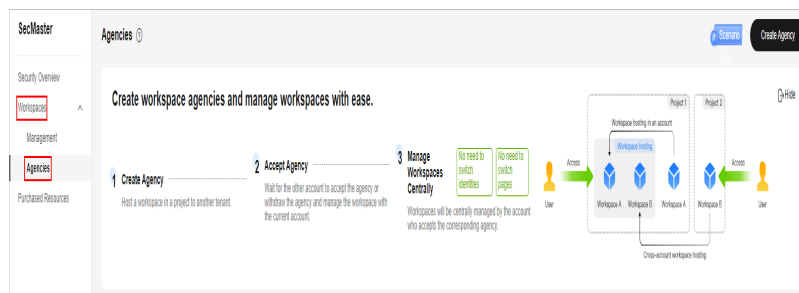 SecMaster
Agencies
Scenario
Create Agency
Security Overview
Workspaces
Management
Agencies
Purchased Resources
Create workspace agencies and manage workspaces with ease.
Hide
1 Create Agency
Host a workspace in a project to another tenant.
2 Accept Agency
Wait for the other account to accept the agency or
withdraw the agency and manage the workspace with
the current account.
3 Manage
Workspaces
Centrally
No need to
switch
identities
No need to
switch
pages
Workspaces will be centrally managed by the account
who accepts the corresponding agency.
Project 1
Project 2
Workspace hosting in an account
Workspace hosting
Access
Access
User
Workspace A
Workspace B
Workspace A
Workspace B
User
Cross-account workspace hosting